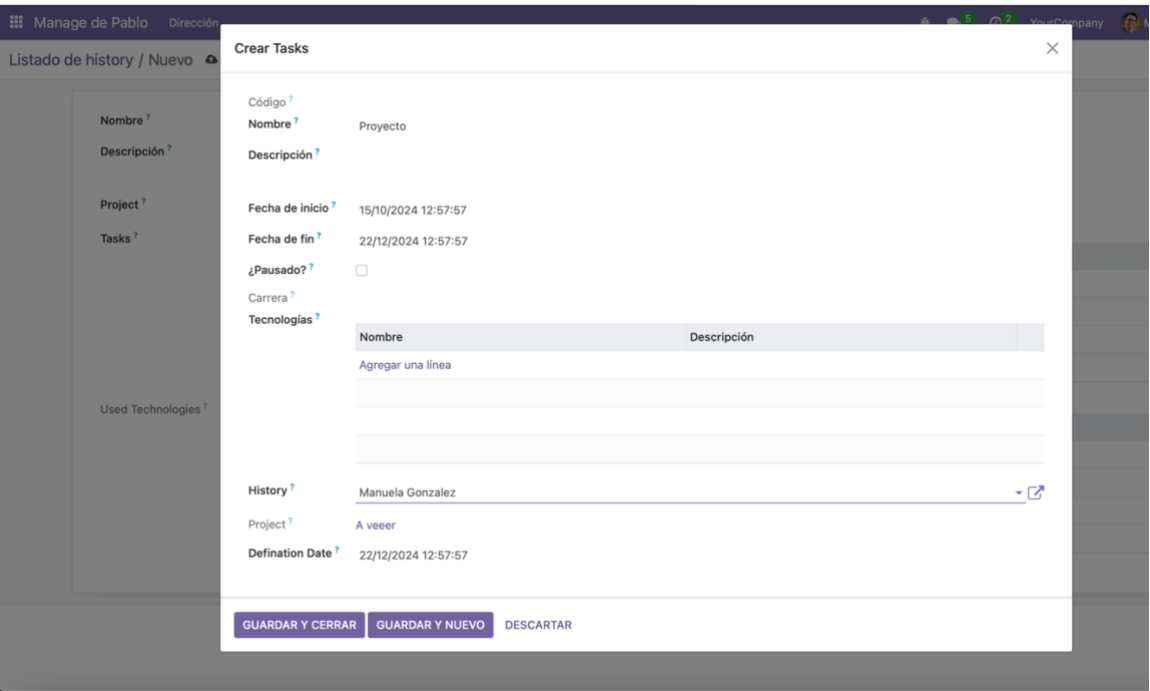 Manage de Pablo Dirección 5 2 YourCompany M
Listado de history / Nuevo
Nombre ?
Descripción ?
Project ?
Tasks ?
Used Technologies ?
Crear Tasks
Código ?
Nombre ? Proyecto
Descripción ?
Fecha de inicio ? 15/10/2024 12:57:57
Fecha de fin ? 22/12/2024 12:57:57
¿Pausado? ?
Carrera ?
Tecnologías ?
Nombre Descripción
Agregar una línea
History ? Manuela Gonzalez
Project ? A veeer
Defination Date ? 22/12/2024 12:57:57
GUARDAR Y CERRAR GUARDAR Y NUEVO DESCARTAR